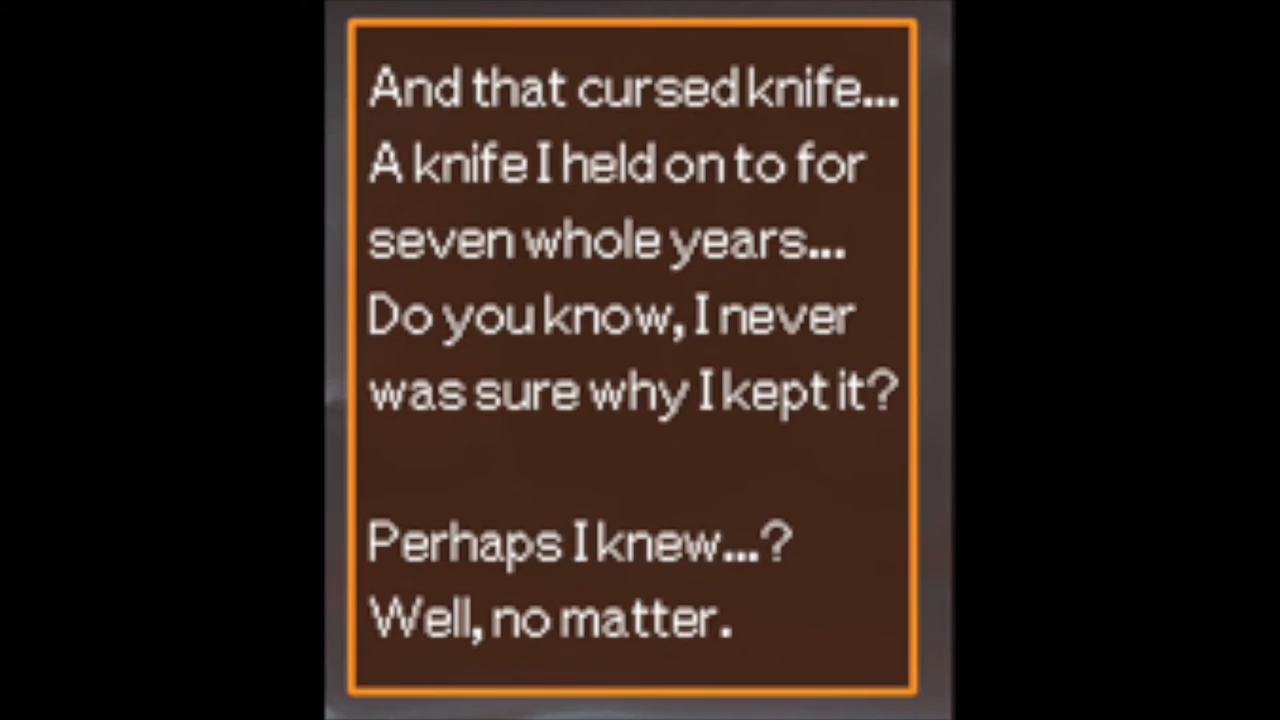 And that cursed knife...
A knife I held on to for
seven whole years...
Do you know, I never
was sure why I kept it?
Perhaps I knew...?
Well, no matter.